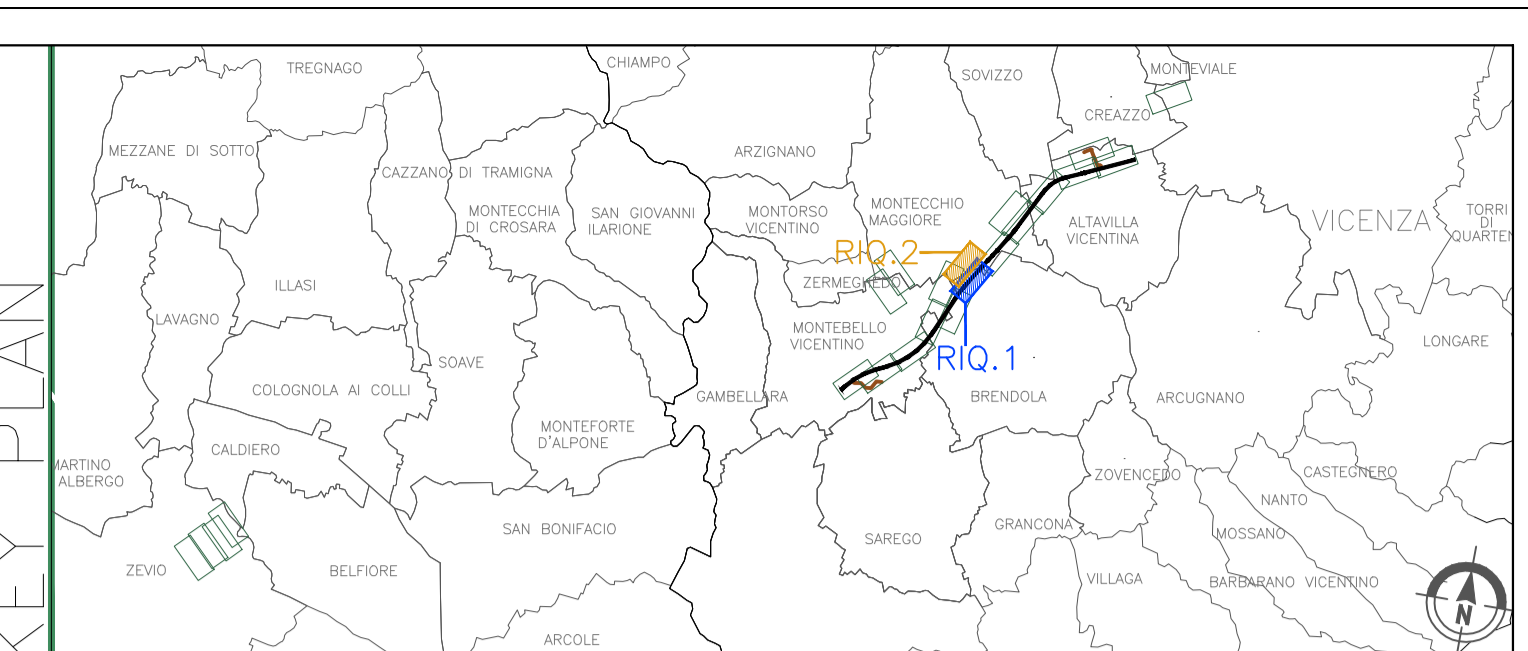 KEY PLAN
TREGNAGO
CHIAMPO
SOVIZZO
MONTEVIALE
CREAZZO
MEZZANE DI SOTTO
ARZIGNANO
CAZZANO DI TRAMIGNA
MONTECCHIA
DI CROSARA
SAN GIOVANNI
ILARIONE
MONTORSO
VICENTINO
MONTECCHIO
MAGGIORE
ALTAVILLA
VICENTINA
VICENZA
TORRI
DI
QUARTEN
RIQ.2
ZERMEGHEDO
ILLASI
LAVAGNO
MONTEBELLO
VICENTINO
LONGARE
RIQ.1
SOAVE
COLOGNOLA AI COLLI
GAMBELLARA
BRENDOLA
ARCUGNANO
MONTEFORTE
D'ALPONE
CALDIERO
MARTINO
ALBERGO
ZOVENCEDO
CASTEGNERO
NANTO
SAN BONIFACIO
GRANCONA
MOSSANO
SAREGO
ZEVIO
BELFIORE
VILLAGA
BARBARANO VICENTINO
N
ARCOLE